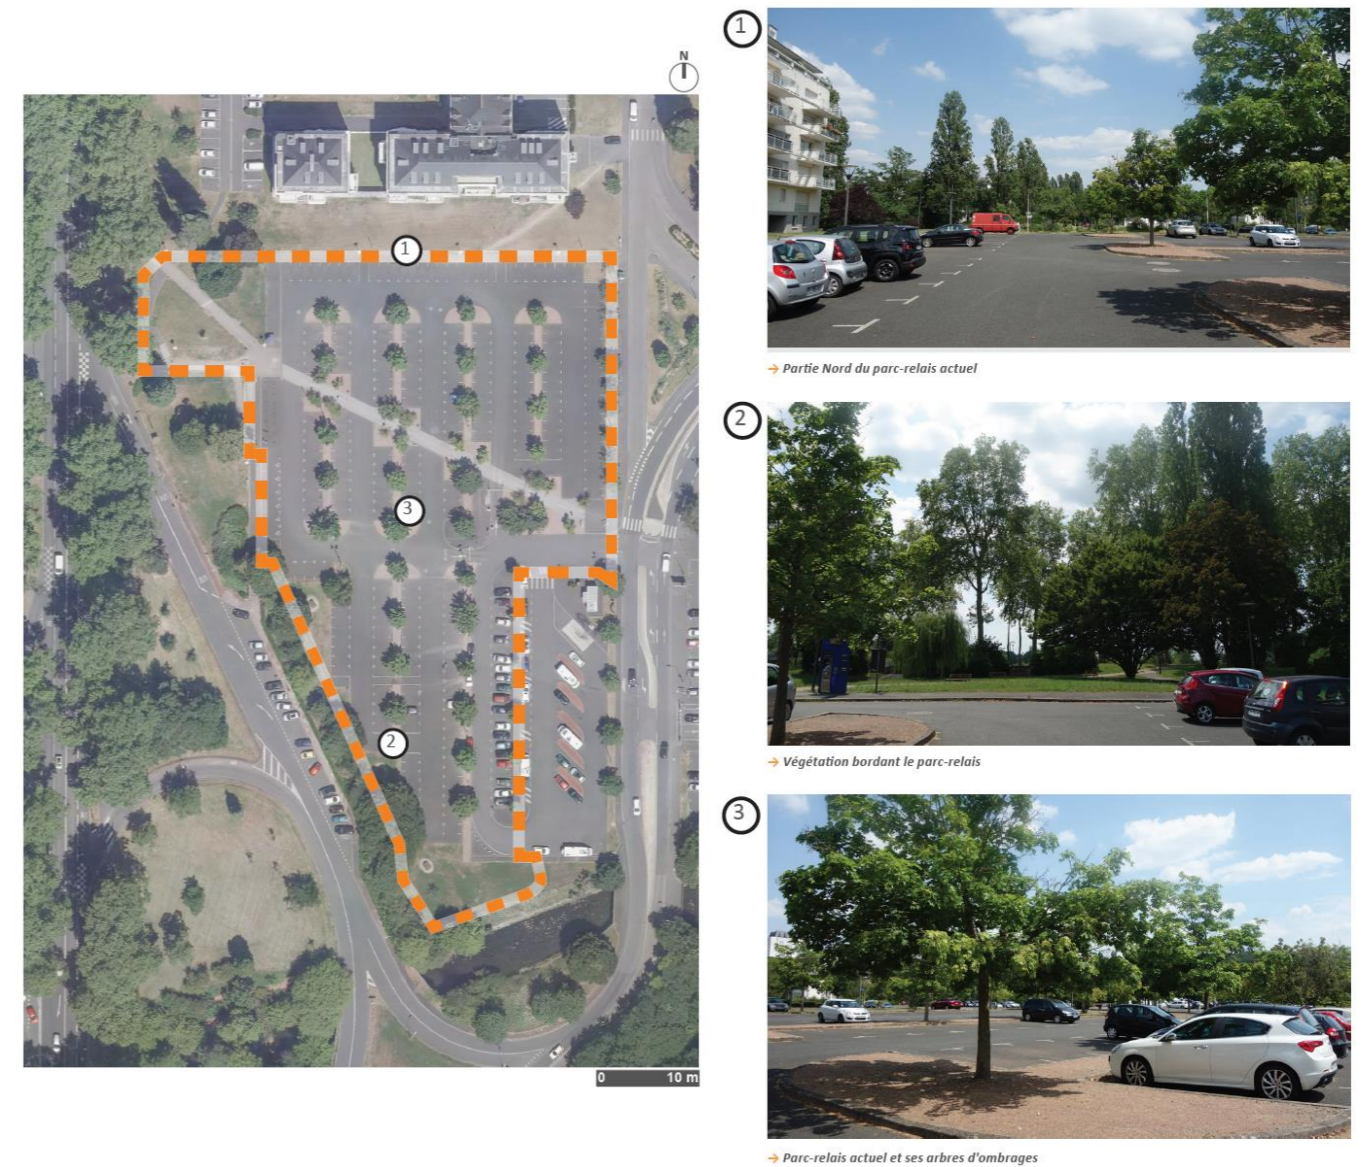 N
1
2
3
0 10 m
1
→ Partie Nord du parc-relais actuel
2
→ Végétation bordant le parc-relais
3
→ Parc-relais actuel et ses arbres d'ombrages